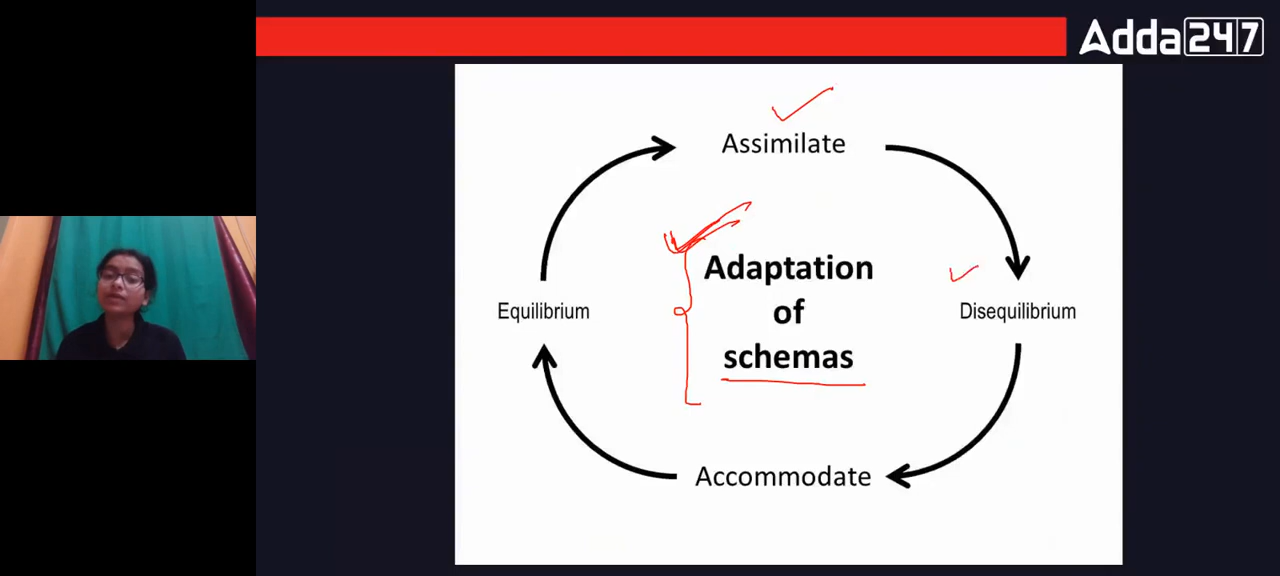 Adda247
Assimilate
Adaptation
of
schemas
Equilibrium
Disequilibrium
Accommodate